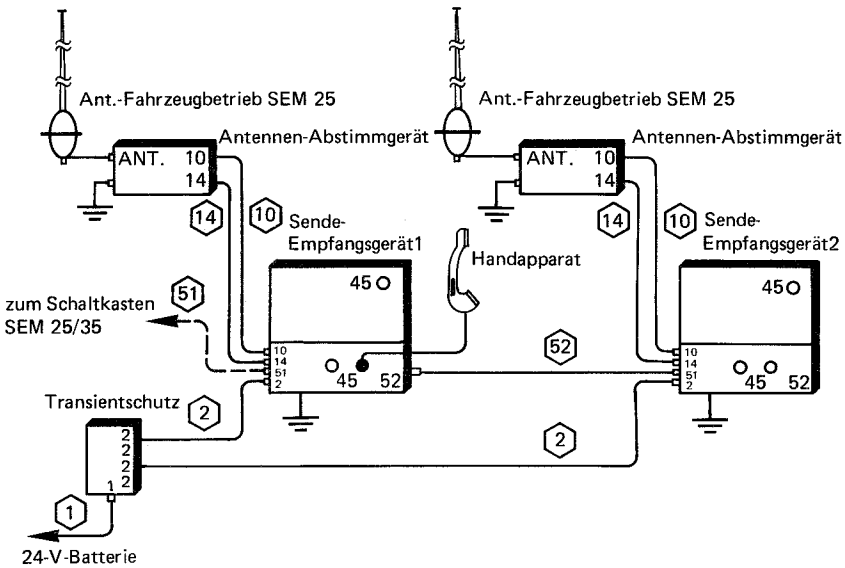 Ant.-Fahrzeugbetrieb SEM 25
Antennen-Abstimmgerät
ANT. 10
14
14
10
Sende-
Empfangsgerät1
45
Handapparat
51
zum Schaltkasten
SEM 25/35
10
14
51
2
45 52
Transientschutz
2
2
2
2
2
1
1
24-V-Batterie
Ant.-Fahrzeugbetrieb SEM 25
Antennen-Abstimmgerät
ANT. 10
14
14
10
Sende-
Empfangsgerät2
45
52
10
14
51
2
45 52
2